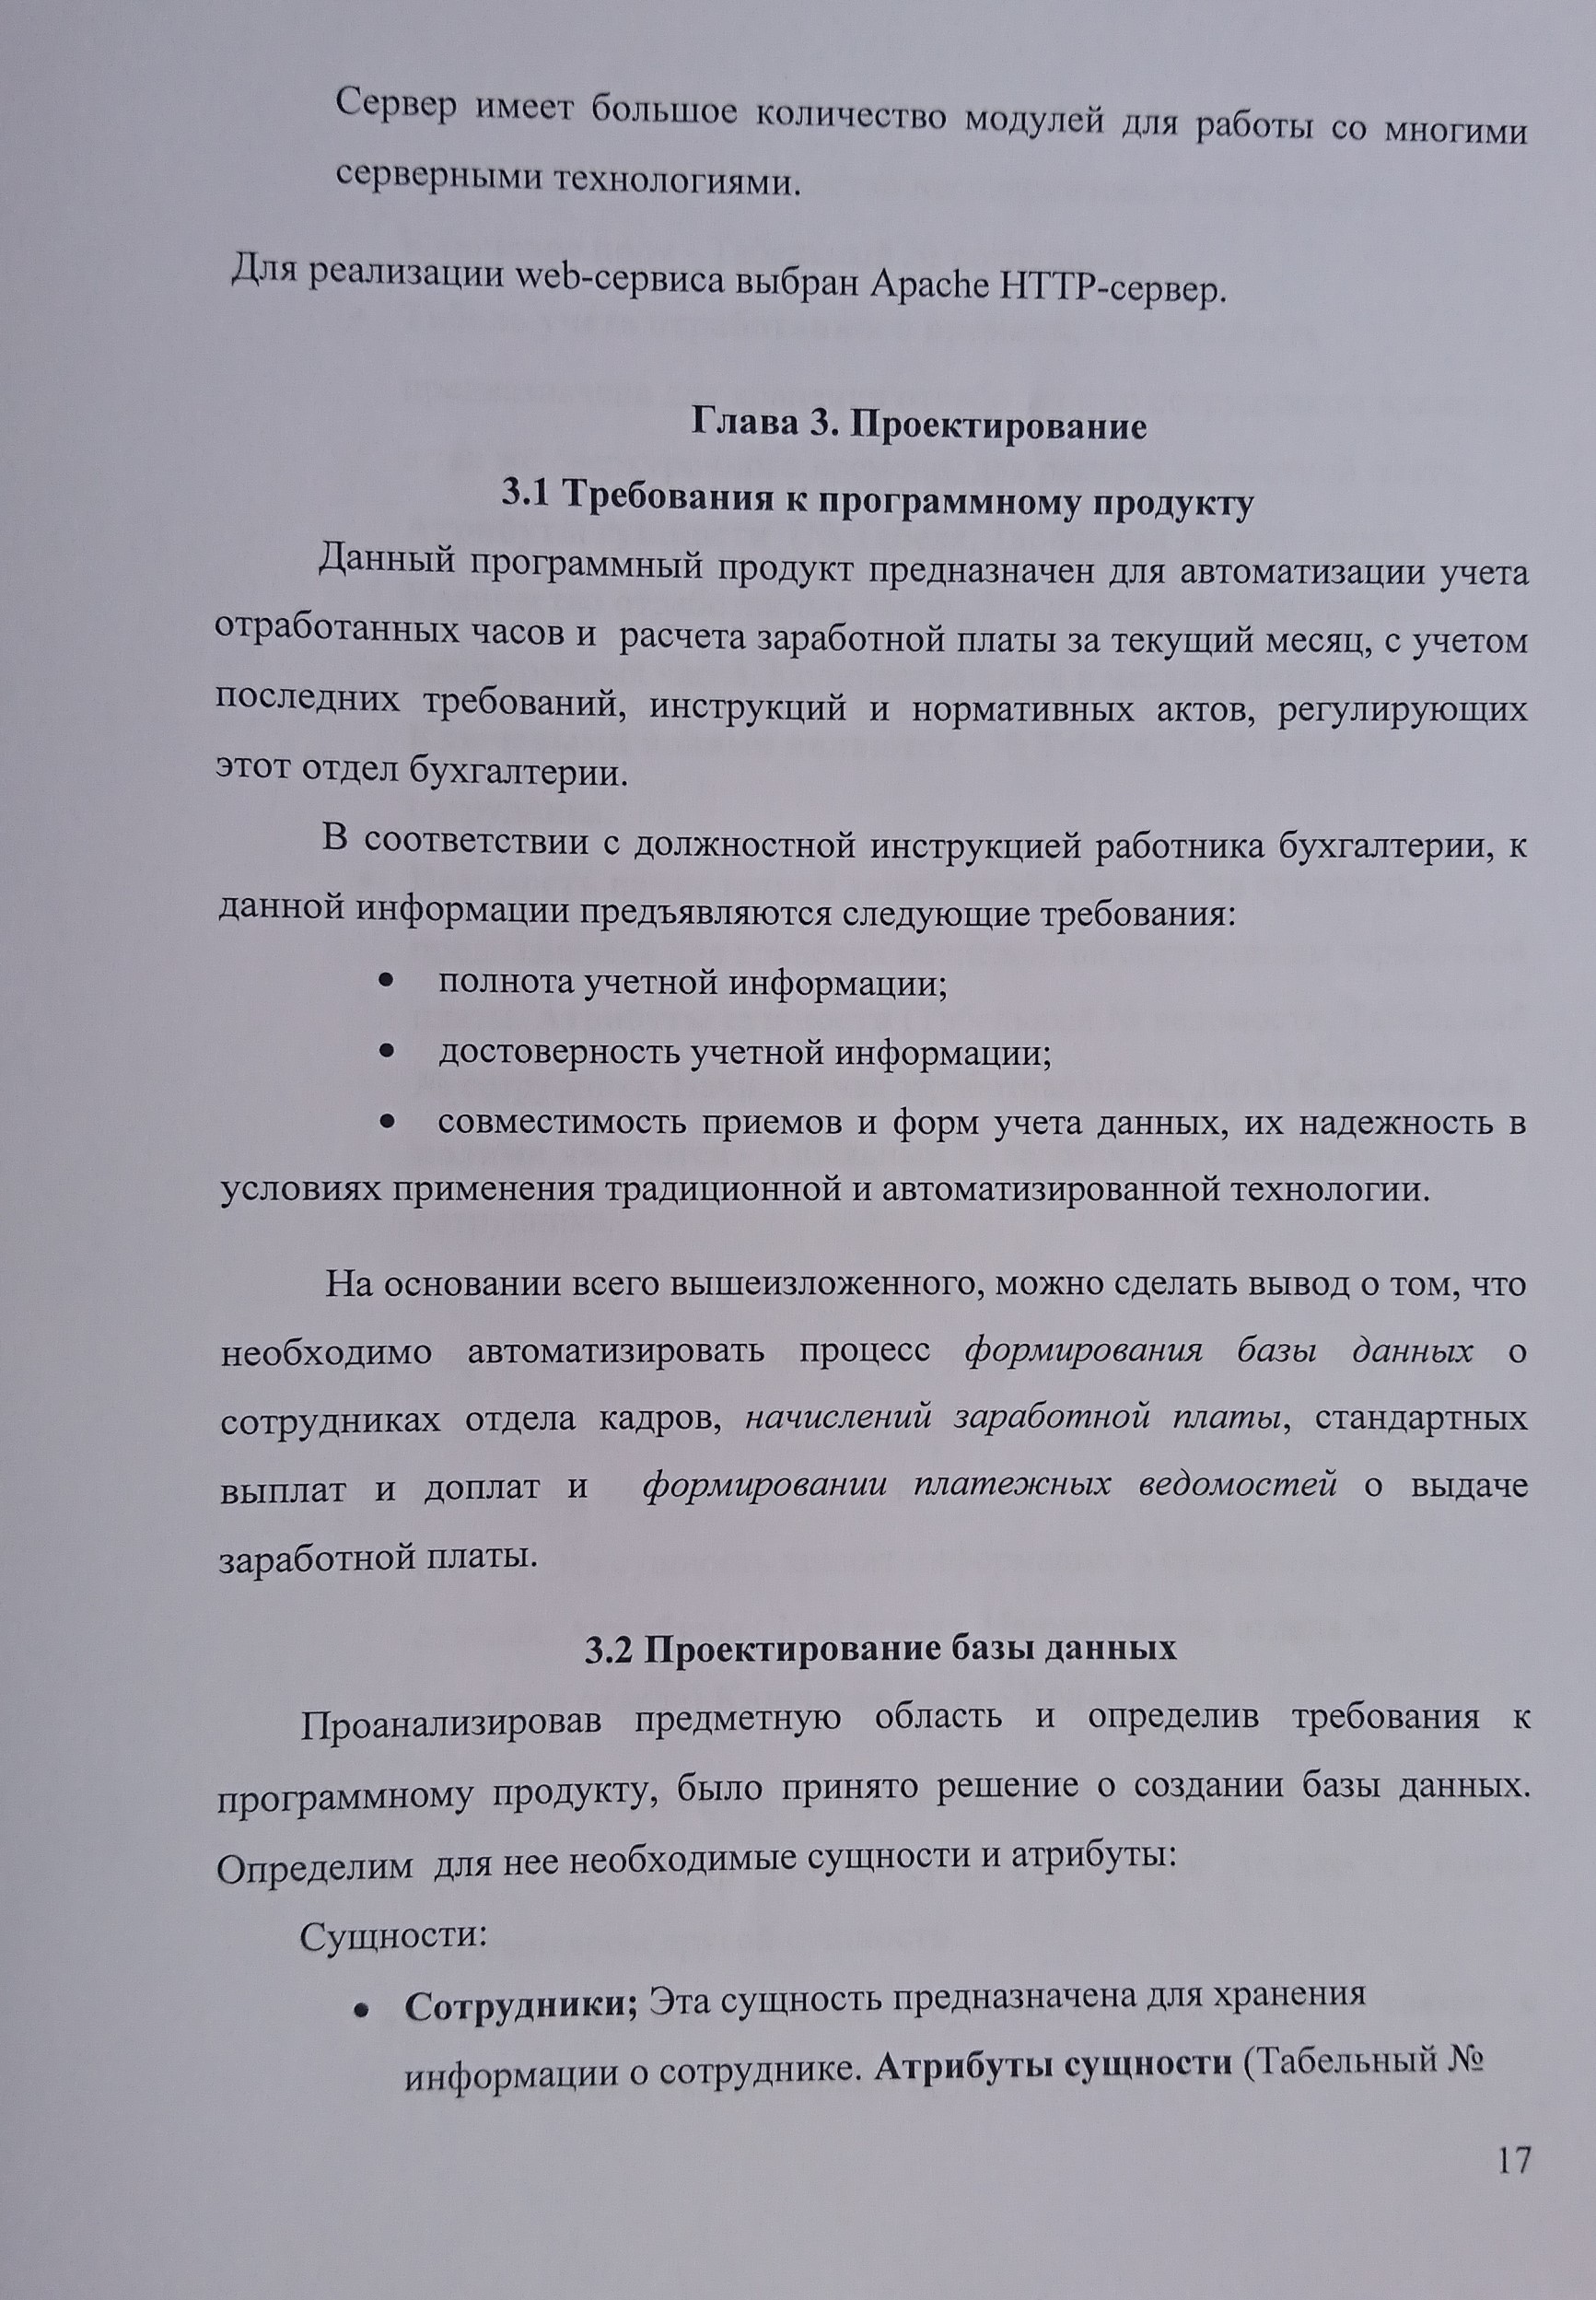 Сервер имеет большое количество модулей для работы со многими
серверными технологиями.
Для реализации web-сервиса выбран Apache HTTP-сервер.
Глава 3. Проектирование
3.1 Требования к программному продукту
Данный программный продукт предназначен для автоматизации учета
отработанных часов и расчета заработной платы за текущий месяц, с учетом
последних требований, инструкций и нормативных актов, регулирующих
этот отдел бухгалтерии.
В соответствии с должностной инструкцией работника бухгалтерии, к
данной информации предъявляются следующие требования:
• полнота учетной информации;
• достоверность учетной информации;
• совместимость приемов и форм учета данных, их надежность в
условиях применения традиционной и автоматизированной технологии.
На основании всего вышеизложенного, можно сделать вывод о том, что
необходимо автоматизировать процесс формирования базы данных о
сотрудниках отдела кадров, начислений заработной платы, стандартных
выплат и доплат и формировании платежных ведомостей о выдаче
заработной платы.
3.2 Проектирование базы данных
Проанализировав предметную область и определив требования к
программному продукту, было принято решение о создании базы данных.
Определим для нее необходимые сущности и атрибуты:
Сущности:
• Сотрудники; Эта сущность предназначена для хранения
информации о сотруднике. Атрибуты сущности (Табельный №
17